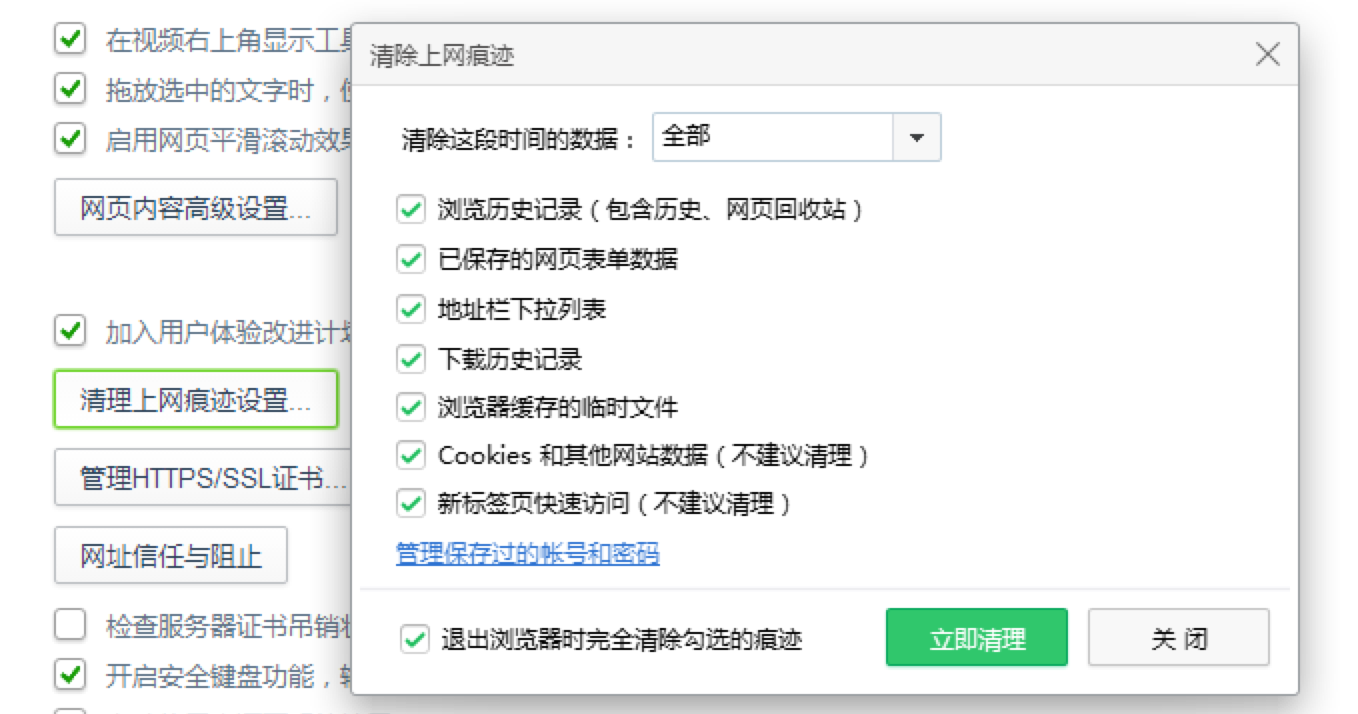 在视频右上角显示工具
拖放选中的文字时，使
启用网页平滑滚动效果
网页内容高级设置...
加入用户体验改进计划
清理上网痕迹设置...
管理HTTPS/SSL证书...
网址信任与阻止
检查服务器证书吊销状
开启安全键盘功能，输
清除上网痕迹
清除这段时间的数据：
全部
浏览历史记录（包含历史、网页回收站）
已保存的网页表单数据
地址栏下拉列表
下载历史记录
浏览器缓存的临时文件
Cookies 和其他网站数据（不建议清理）
新标签页快速访问（不建议清理）
管理保存过的帐号和密码
退出浏览器时完全清除勾选的痕迹
立即清理
关 闭